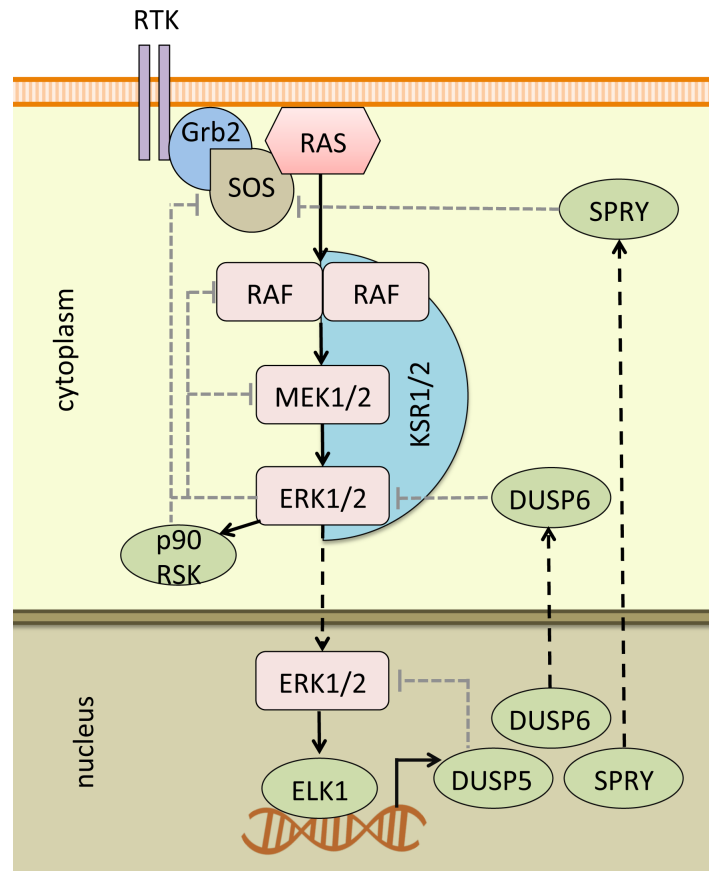 RTK
Grb2
RAS
SOS
SPRY
RAF
RAF
cytoplasm
MEK1/2
KSR1/2
ERK1/2
DUSP6
p90
RSK
ERK1/2
DUSP6
nucleus
ELK1
DUSP5
SPRY